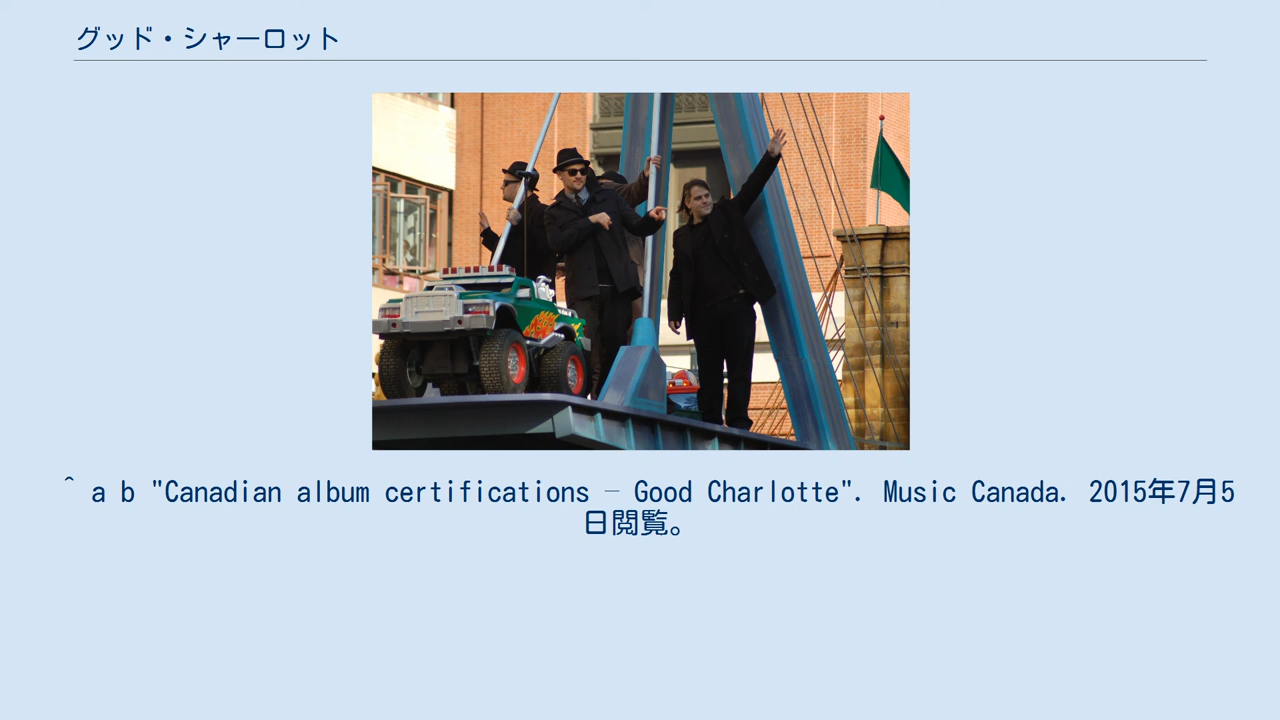 グッド・シャーロット
^ a b "Canadian album certifications – Good Charlotte". Music Canada. 2015年7月5
日閲覧。